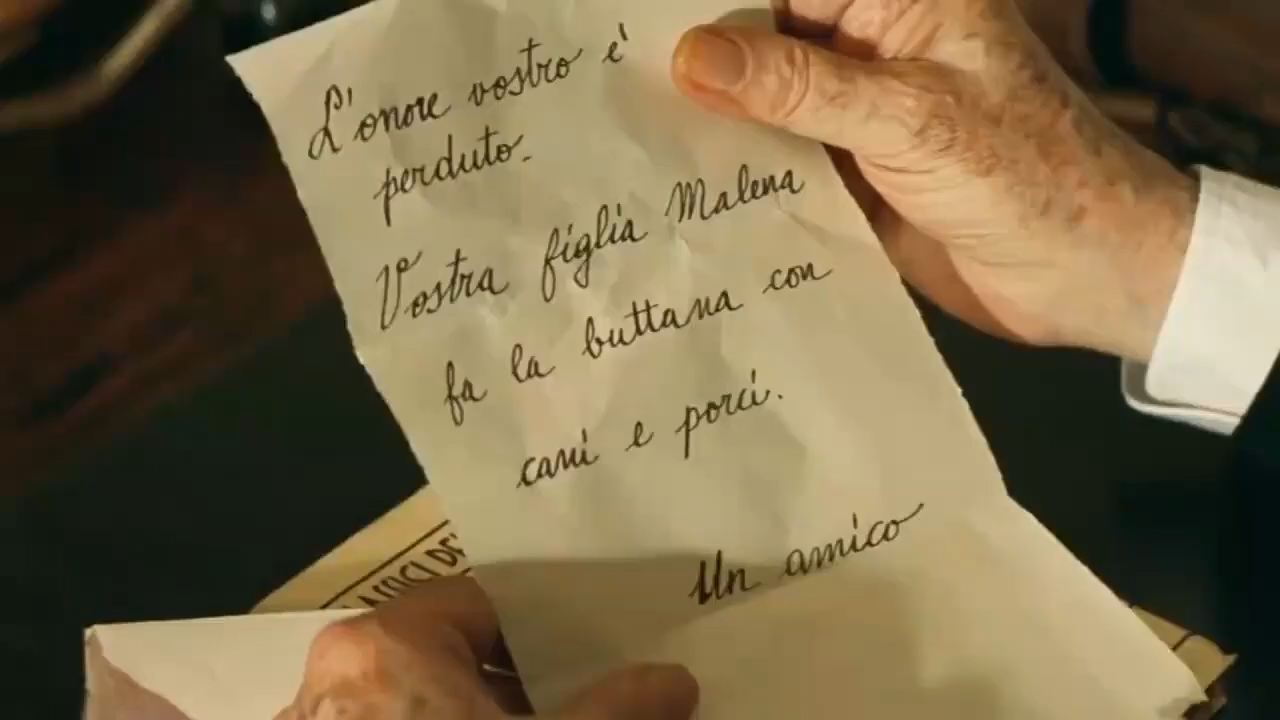 L'onore vostro è
perduto.
Vostra figlia Malena
fa la buttana con
cani e porci.
Un amico